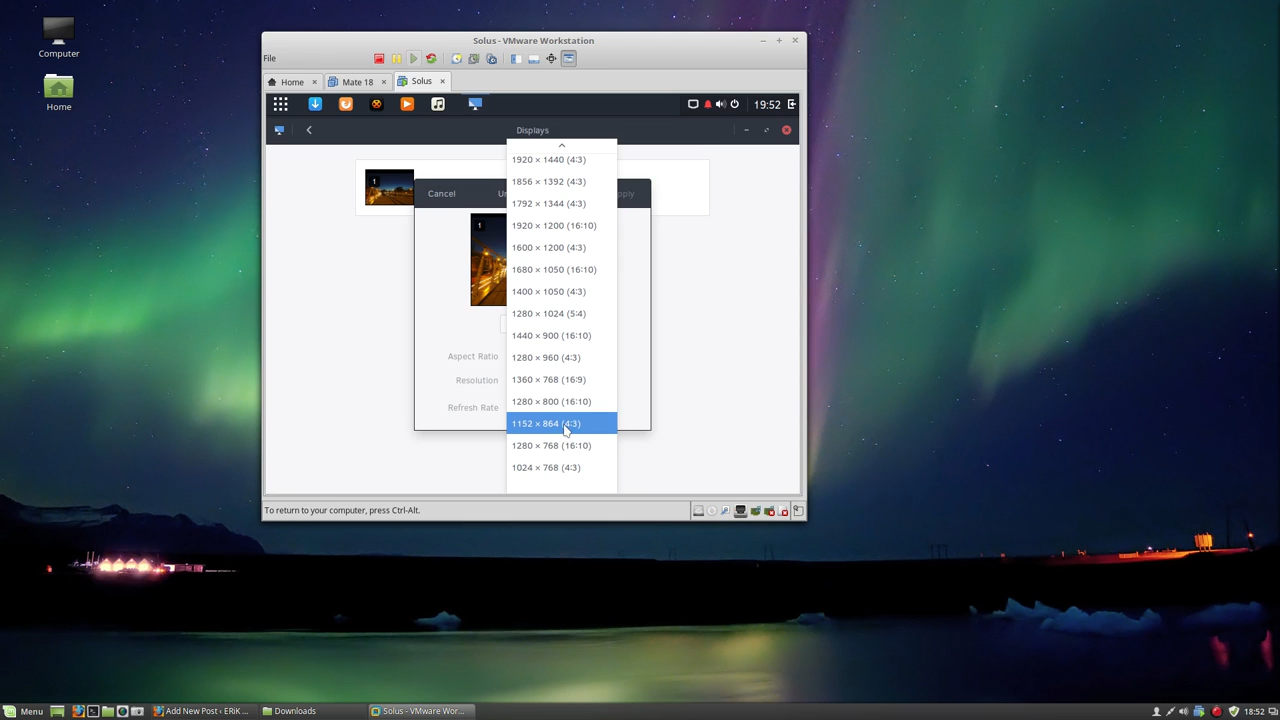 Computer
Home
Solus - VMware Workstation
File
Home
Mate 18
Solus
19:52
Displays
1
Cancel
Un
pply
1
Aspect Ratio
Resolution
Refresh Rate
1920 × 1440 (4:3)
1856 × 1392 (4:3)
1792 × 1344 (4:3)
1920 × 1200 (16:10)
1600 × 1200 (4:3)
1680 × 1050 (16:10)
1400 × 1050 (4:3)
1280 × 1024 (5:4)
1440 × 900 (16:10)
1280 × 960 (4:3)
1360 × 768 (16:9)
1280 × 800 (16:10)
1152 × 864 (4:3)
1280 × 768 (16:10)
1024 × 768 (4:3)
To return to your computer, press Ctrl-Alt.
Menu
Add New Post ‹ ERiK ...
Downloads
Solus - VMware Wor...
18:52